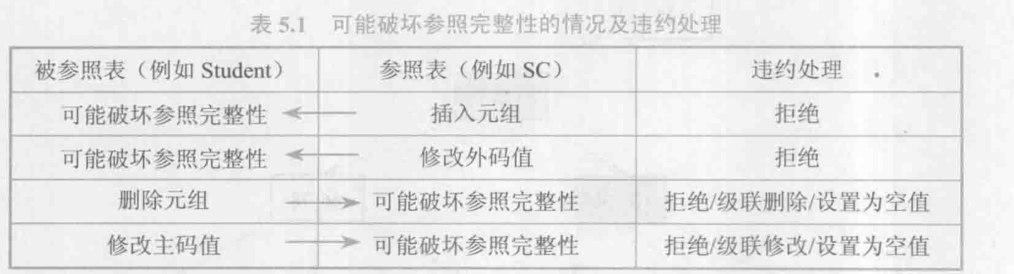 表 5.1 可能破坏参照完整性的情况及违约处理
被参照表（例如 Student） 参照表（例如 SC） 违约处理
可能破坏参照完整性 插入元组 拒绝
可能破坏参照完整性 修改外码值 拒绝
删除元组 可能破坏参照完整性 拒绝/级联删除/设置为空值
修改主码值 可能破坏参照完整性 拒绝/级联修改/设置为空值